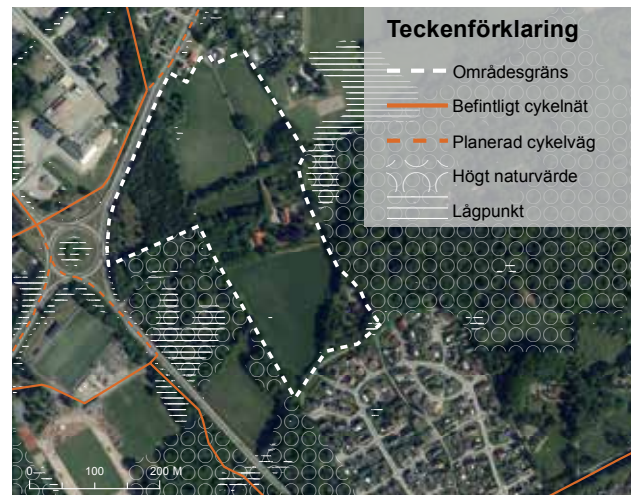 Teckenförklaring
Områdesgräns
Befintligt cykelnät
Planerad cykelväg
Högt naturvärde
Lågpunkt
0 100 200 M